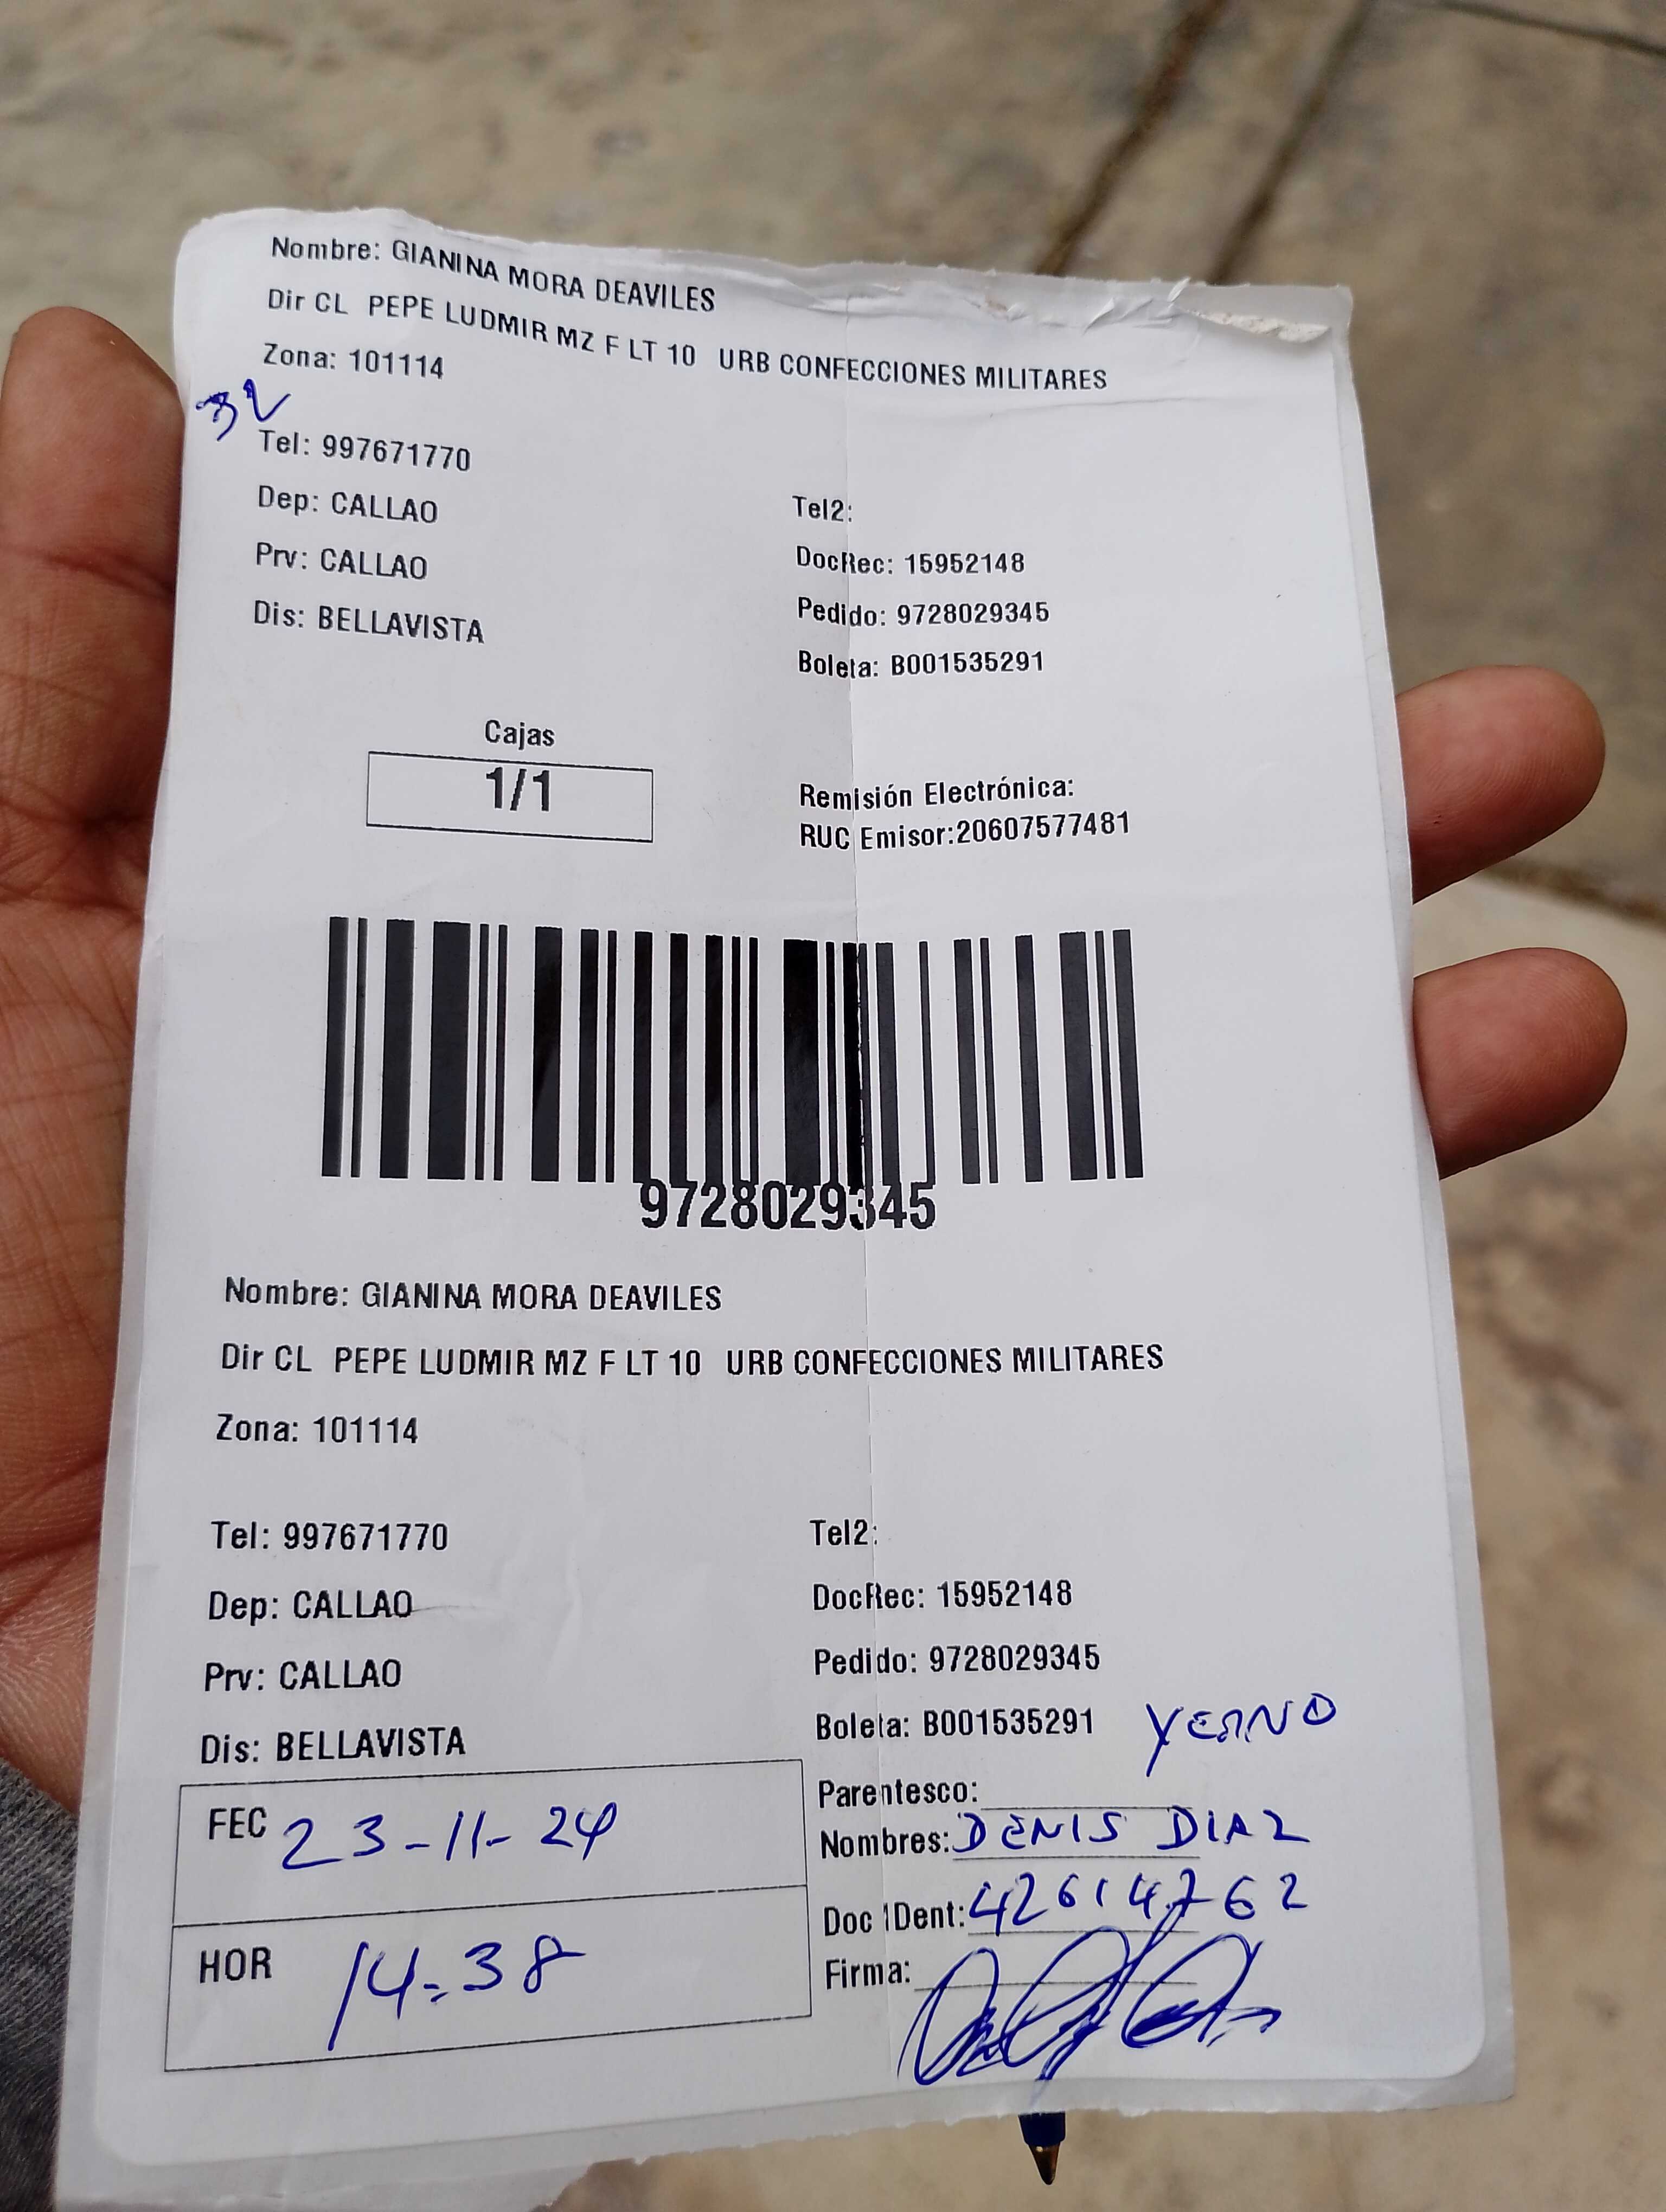 Nombre: GIANINA MORA DEAVILES
Dir CL PEPE LUDMIR MZ F LT 10 URB CONFECCIONES MILITARES
Zona: 101114
Tel: 997671770
Dep: CALLAO
Tel2:
Prv: CALLAO
DocRec: 15952148
Dis: BELLAVISTA
Pedido: 9728029345
Boleta: B001535291
Cajas
1/1
Remisión Electrónica:
RUC Emisor:20607577481
9728029345
Nombre: GIANINA MORA DEAVILES
Dir CL PEPE LUDMIR MZ F LT 10 URB CONFECCIONES MILITARES
Zona: 101114
Tel: 997671770
Tel2:
Dep: CALLAO
DocRec: 15952148
Prv: CALLAO
Pedido: 9728029345
Dis: BELLAVISTA
Boleta: B001535291 YERNO
Parentesco:
FEC 23-11-24
Nombres: DENIS DIAZ
Doc IDent: 42614762
HOR 14:38
Firma: